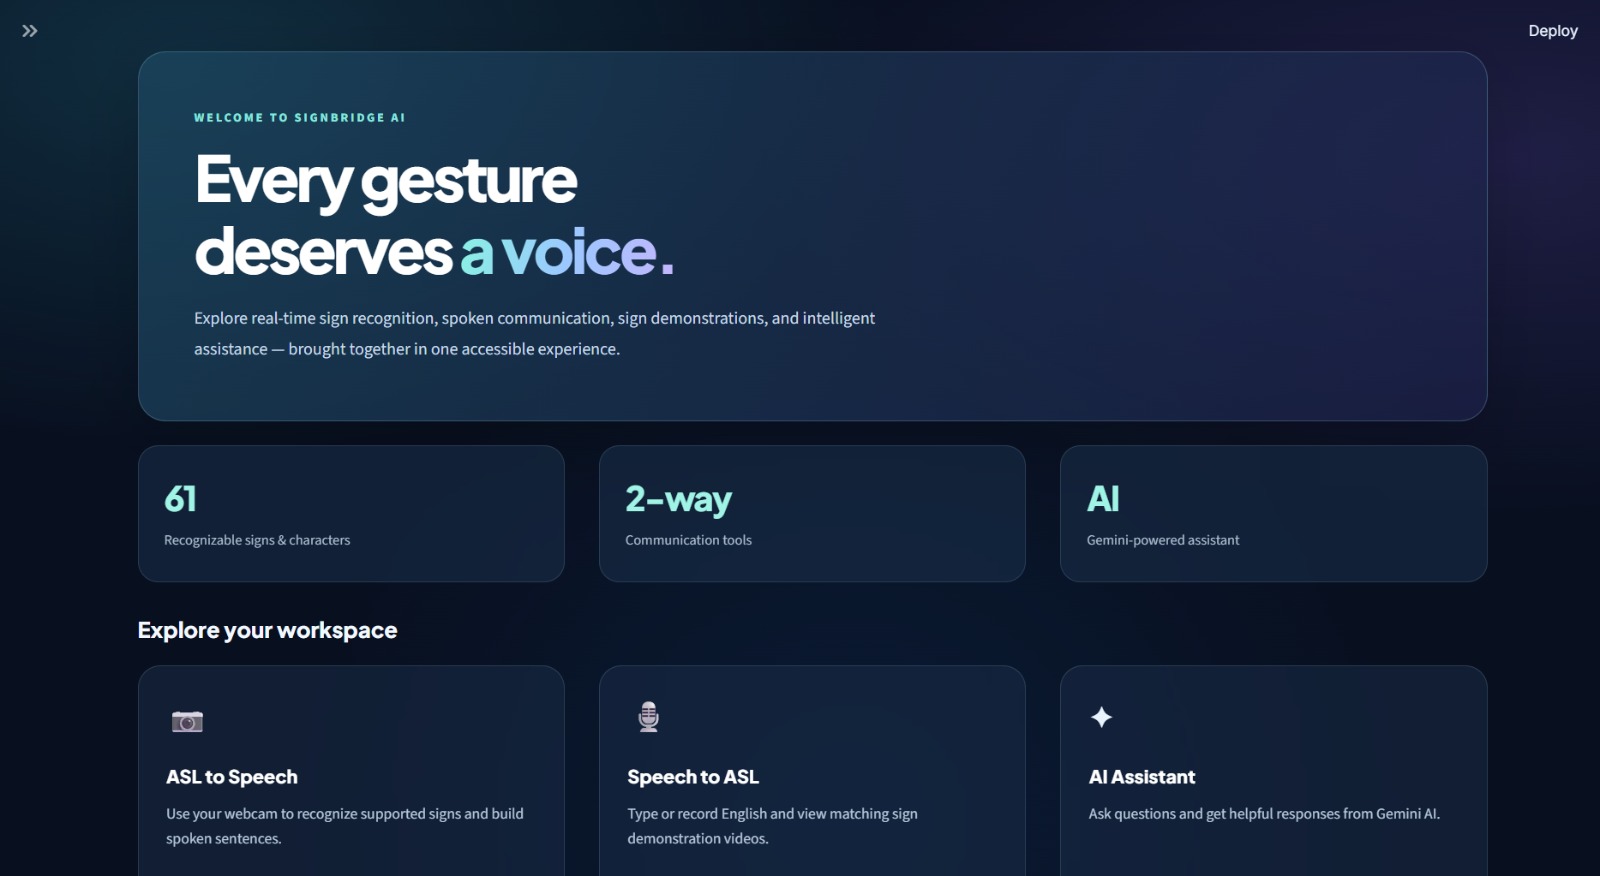 Deploy
WELCOME TO SIGNBRIDGE AI
Every gesture
deserves a voice.
Explore real-time sign recognition, spoken communication, sign demonstrations, and intelligent
assistance — brought together in one accessible experience.
61
Recognizable signs & characters
2-way
Communication tools
AI
Gemini-powered assistant
Explore your workspace
ASL to Speech
Use your webcam to recognize supported signs and build
spoken sentences.
Speech to ASL
Type or record English and view matching sign
demonstration videos.
AI Assistant
Ask questions and get helpful responses from Gemini AI.